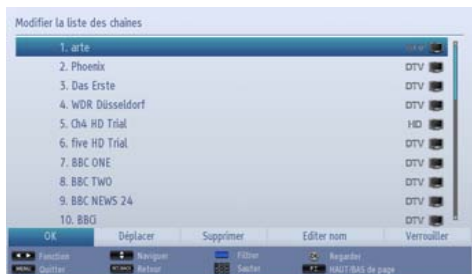 Modifier la liste des chaînes
1. arte
2. Phoenix DTV
3. Das Erste DTV
4. WDR Düsseldorf DTV
5. Ch4 HD Trial HD
6. five HD Trial DTV
7. BBC ONE DTV
8. BBC TWO DTV
9. BBC NEWS 24 DTV
10. BBCi DTV
OK Déplacer Supprimer Editer nom Verrouiller
Fonction Naviguer Filtrer OK Regarder
MENU Quitter Retour Sauter HAUT/BAS de page